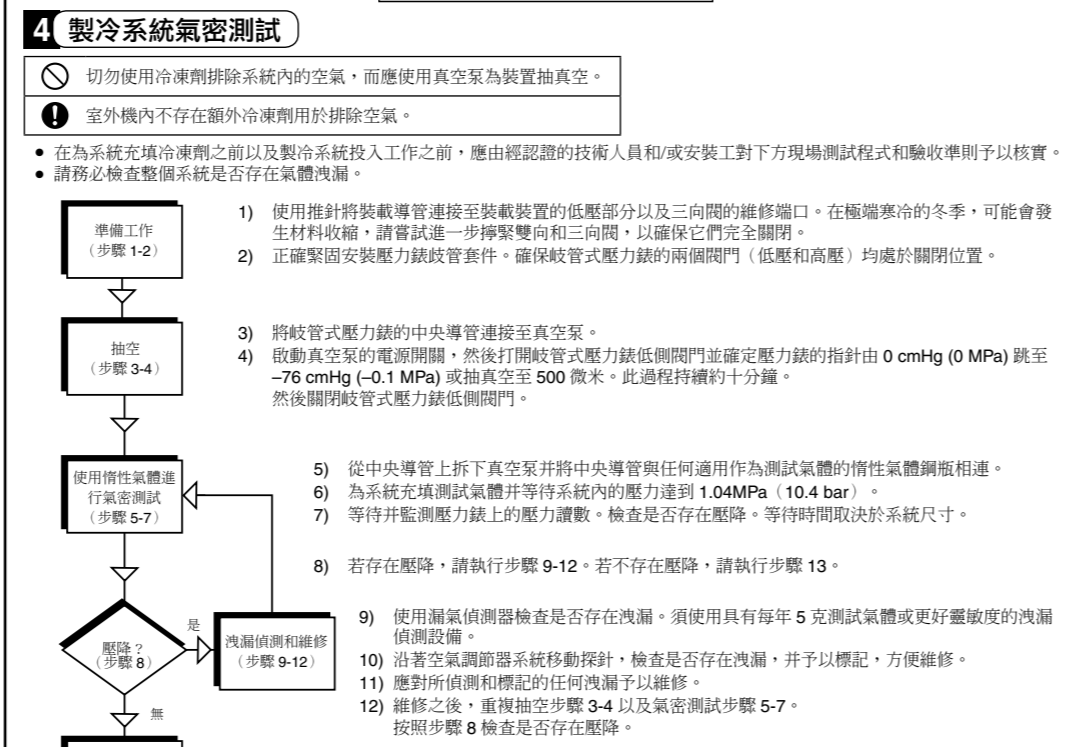 4 製冷系統氣密測試
切勿使用冷凍劑排除系統內的空氣，而應使用真空泵為裝置抽真空。
室外機內不存在額外冷凍劑用於排除空氣。
● 在為系統充填冷凍劑之前以及製冷系統投入工作之前，應由經認證的技術人員和/或安裝工對下方現場測試程式和驗收準則予以核實。
● 請務必檢查整個系統是否存在氣體洩漏。
準備工作
（步驟 1-2）
1) 使用推針將裝載導管連接至裝載裝置的低壓部分以及三向閥的維修端口。在極端寒冷的冬季，可能會發
生材料收縮，請嘗試進一步擰緊雙向和三向閥，以確保它們完全關閉。
2) 正確緊固安裝壓力錶歧管套件。確保岐管式壓力錶的兩個閥門（低壓和高壓）均處於關閉位置。
抽空
（步驟 3-4）
3) 將岐管式壓力錶的中央導管連接至真空泵。
4) 啟動真空泵的電源開關，然後打開岐管式壓力錶低側閥門並確定壓力錶的指針由 0 cmHg (0 MPa) 跳至
–76 cmHg (–0.1 MPa) 或抽真空至 500 微米。此過程持續約十分鐘。
然後關閉岐管式壓力錶低側閥門。
使用惰性氣體進
行氣密測試
（步驟 5-7）
5) 從中央導管上拆下真空泵并將中央導管與任何適用作為測試氣體的惰性氣體鋼瓶相連。
6) 為系統充填測試氣體并等待系統內的壓力達到 1.04MPa（10.4 bar）。
7) 等待并監測壓力錶上的壓力讀數。檢查是否存在壓降。等待時間取決於系統尺寸。
8) 若存在壓降，請執行步驟 9-12。若不存在壓降，請執行步驟 13。
壓降？
（步驟 8）
是
無
洩漏偵測和維修
（步驟 9-12）
9) 使用漏氣偵測器檢查是否存在洩漏。須使用具有每年 5 克測試氣體或更好靈敏度的洩漏
偵測設備。
10) 沿著空氣調節器系統移動探針，檢查是否存在洩漏，并予以標記，方便維修。
11) 應對所偵測和標記的任何洩漏予以維修。
12) 維修之後，重複抽空步驟 3-4 以及氣密測試步驟 5-7。
按照步驟 8 檢查是否存在壓降。